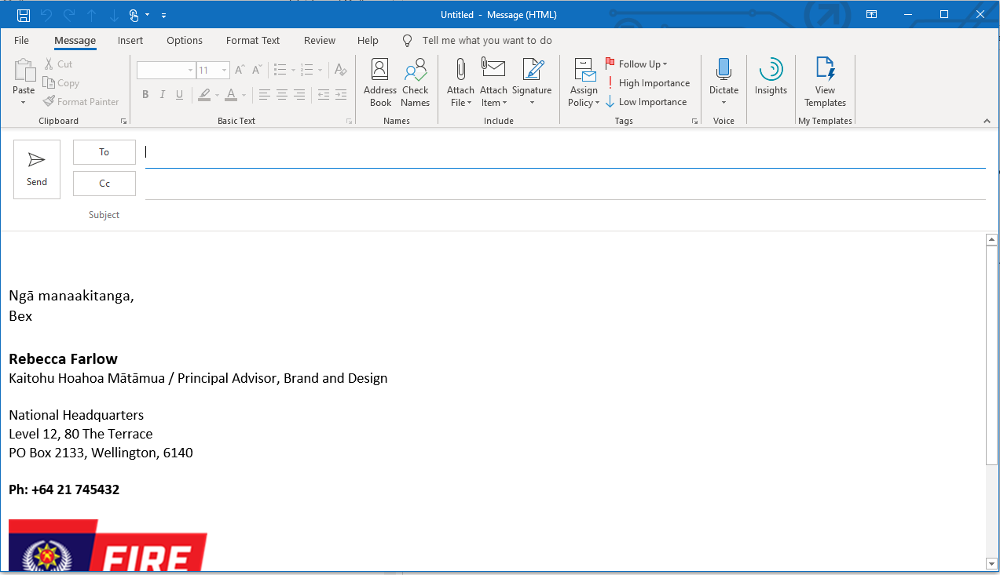 Untitled - Message (HTML)
File Message Insert Options Format Text Review Help Tell me what you want to do
Paste
Cut
Copy
Format Painter
Clipboard
11
B I U
A
Basic Text
Address Book
Check Names
Names
Attach File
Attach Item
Signature
Include
Assign Policy
Follow Up
High Importance
Low Importance
Tags
Dictate
Voice
Insights
View Templates
My Templates
Send
To
Cc
Subject
Ngā manaakitanga,
Bex
Rebecca Farlow
Kaitohu Hoahoa Mātāmua / Principal Advisor, Brand and Design
National Headquarters
Level 12, 80 The Terrace
PO Box 2133, Wellington, 6140
Ph: +64 21 745432
FIRE